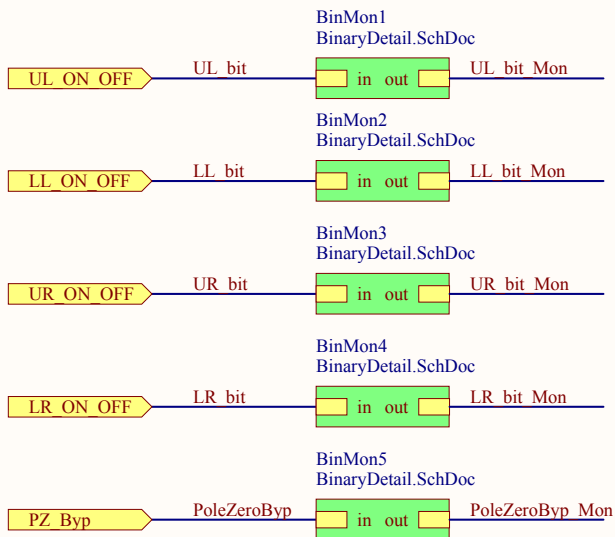 BinMon1
BinaryDetail.SchDoc
UL_ON_OFF UL_bit in out UL_bit_Mon
BinMon2
BinaryDetail.SchDoc
LL_ON_OFF LL_bit in out LL_bit_Mon
BinMon3
BinaryDetail.SchDoc
UR_ON_OFF UR_bit in out UR_bit_Mon
BinMon4
BinaryDetail.SchDoc
LR_ON_OFF LR_bit in out LR_bit_Mon
BinMon5
BinaryDetail.SchDoc
PZ_Byp PoleZeroByp in out PoleZeroByp_Mon